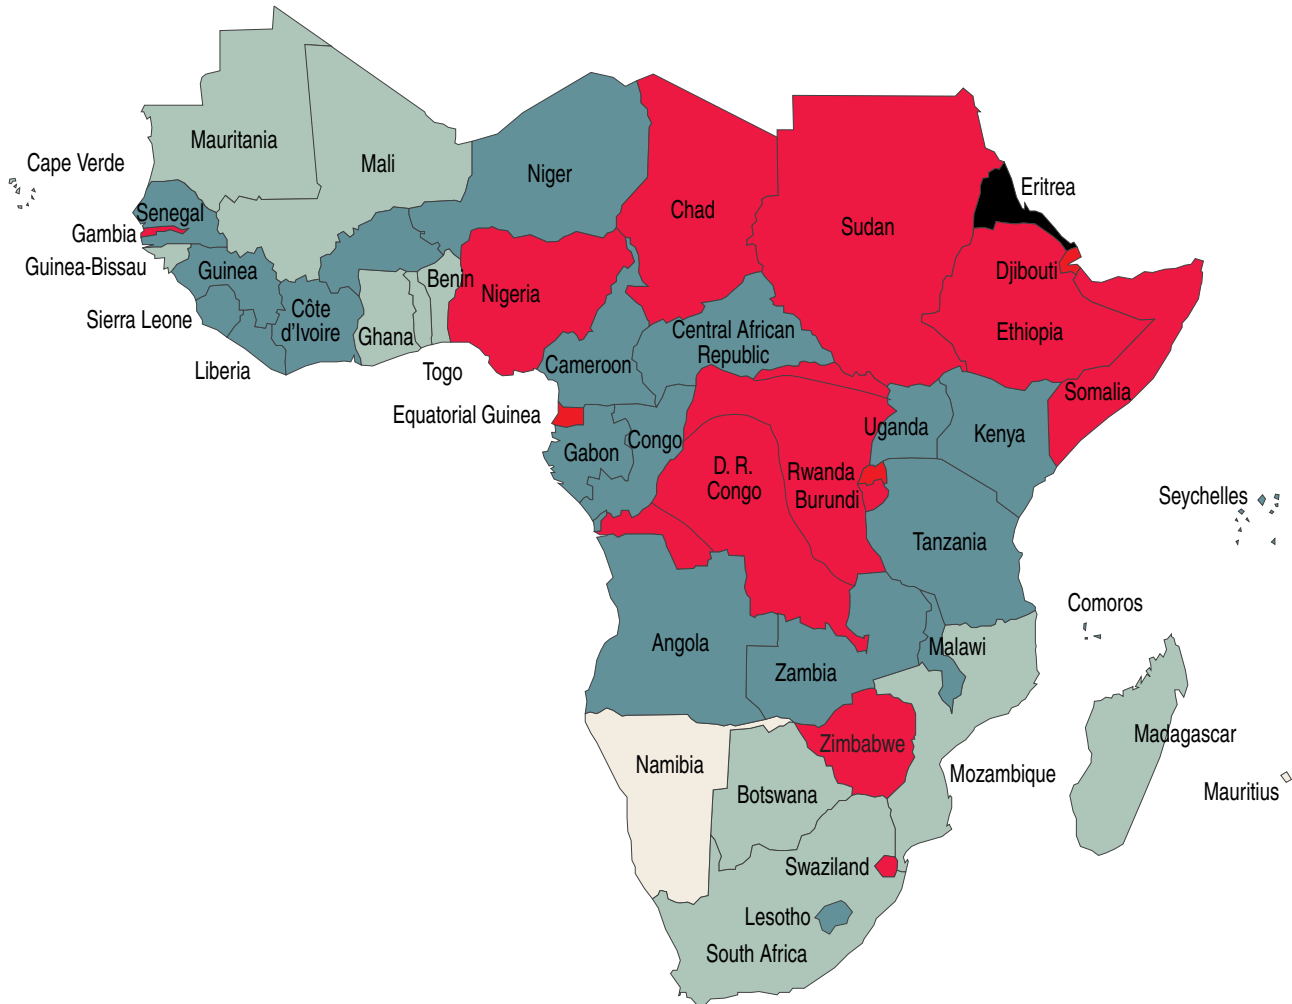 Mauritania
Cape Verde
Mali
Niger
Eritrea
Senegal
Chad
Sudan
Gambia
Guinea-Bissau
Guinea
Djibouti
Benin
Nigeria
Côte
d'Ivoire
Sierra Leone
Ghana
Central African
Republic
Ethiopia
Liberia
Togo
Cameroon
Somalia
Equatorial Guinea
Uganda
Kenya
Gabon
Congo
D. R.
Congo
Rwanda
Burundi
Seychelles
Tanzania
Comoros
Angola
Malawi
Zambia
Madagascar
Zimbabwe
Namibia
Mozambique
Mauritius
Botswana
Swaziland
Lesotho
South Africa